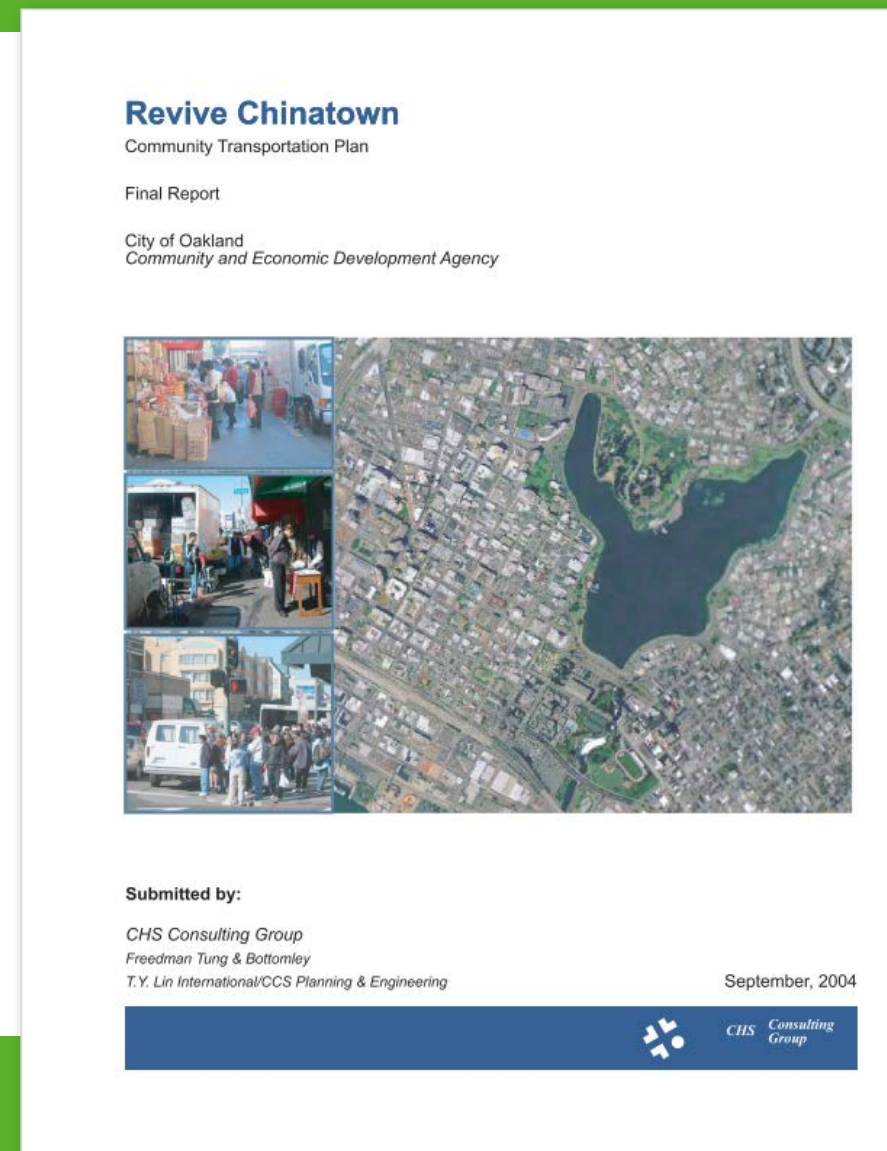 Revive Chinatown
Community Transportation Plan
Final Report
City of Oakland
Community and Economic Development Agency
Submitted by:
CHS Consulting Group
Freedman Tung & Bottomley
T.Y. Lin International/CCS Planning & Engineering
September, 2004
CHS Consulting
Group